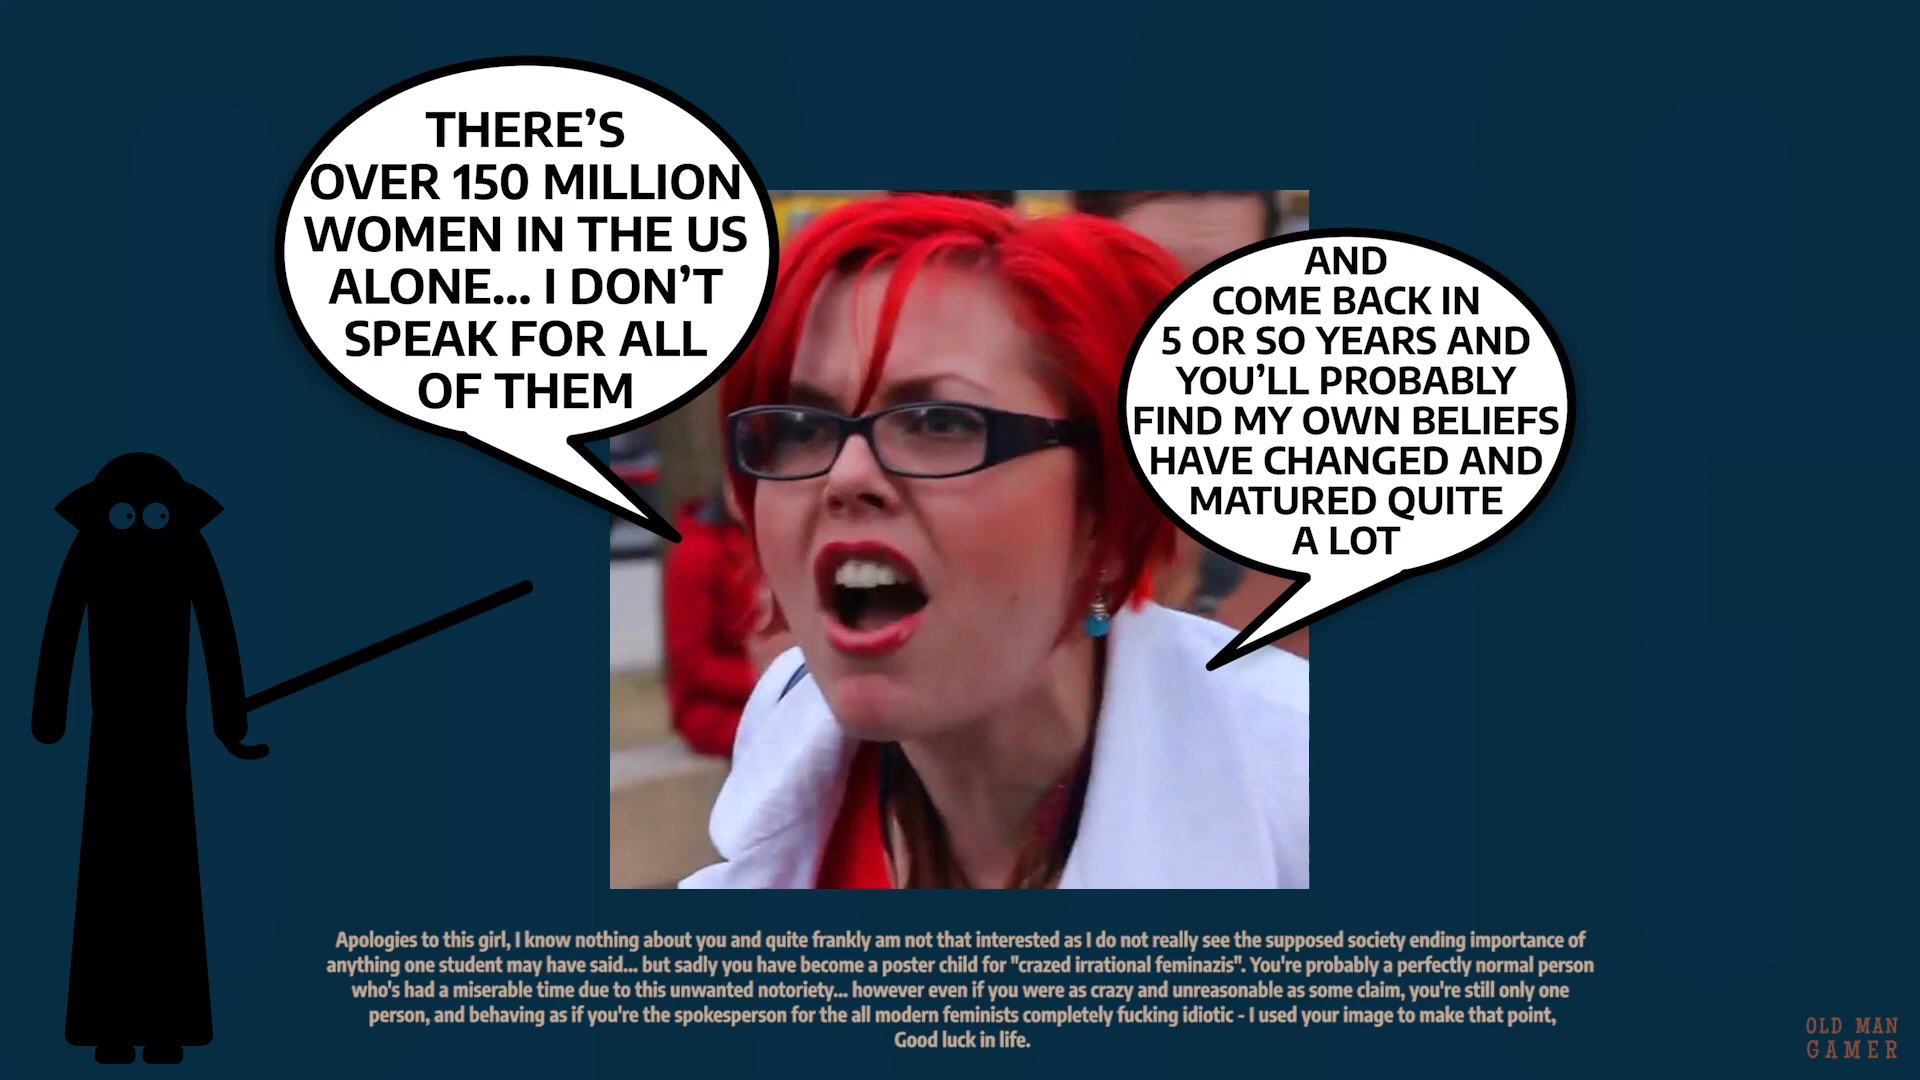 THERE’S
OVER 150 MILLION
WOMEN IN THE US
ALONE... I DON’T
SPEAK FOR ALL
OF THEM
AND
COME BACK IN
5 OR SO YEARS AND
YOU’LL PROBABLY
FIND MY OWN BELIEFS
HAVE CHANGED AND
MATURED QUITE
A LOT
Apologies to this girl, I know nothing about you and quite frankly am not that interested as I do not really see the supposed society ending importance of
anything one student may have said... but sadly you have become a poster child for "crazed irrational feminazis". You're probably a perfectly normal person
who's had a miserable time due to this unwanted notoriety... however even if you were as crazy and unreasonable as some claim, you're still only one
person, and behaving as if you're the spokesperson for the all modern feminists completely fucking idiotic - I used your image to make that point,
Good luck in life.
OLD MAN
GAMER